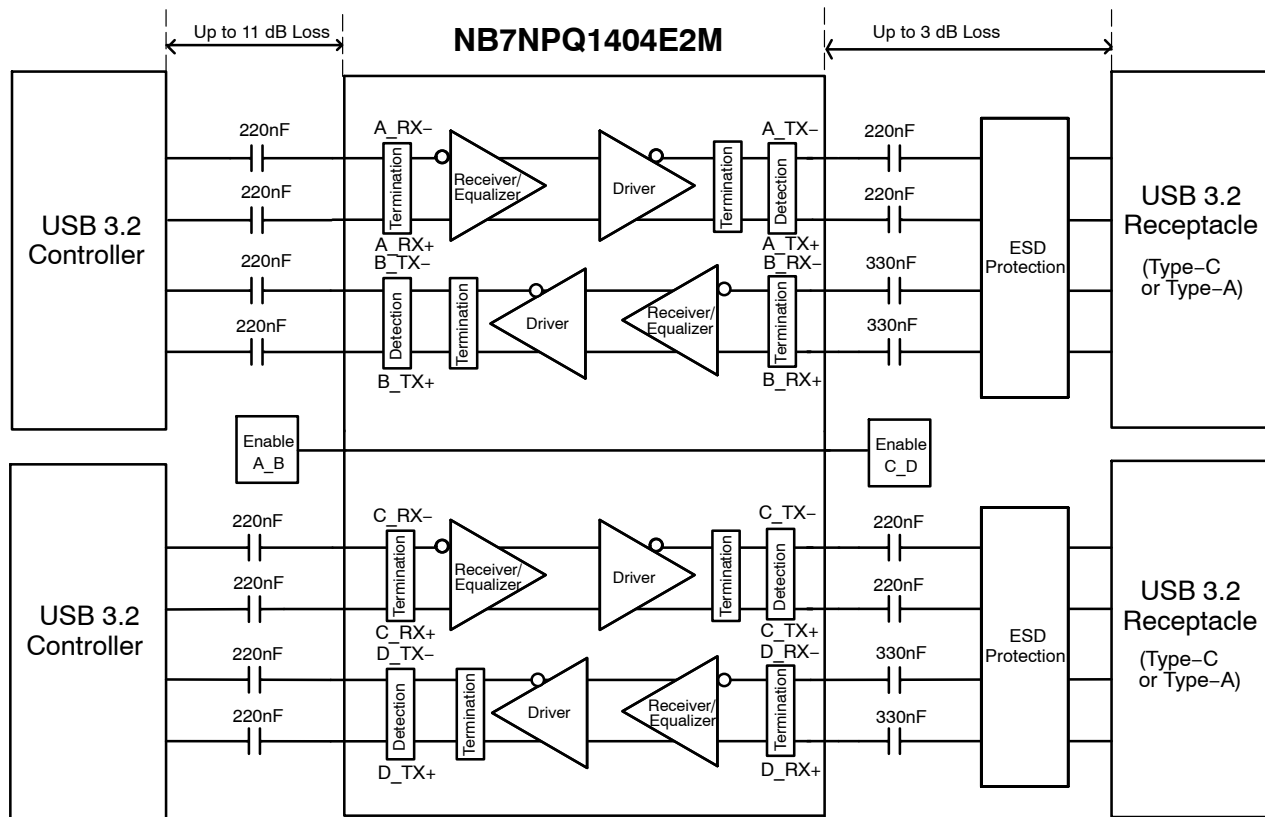 Up to 11 dB Loss
NB7NPQ1404E2M
Up to 3 dB Loss
220nF
A_RX−
A_TX−
220nF
Termination
Receiver/
Equalizer
Driver
Termination
Detection
220nF
220nF
USB 3.2
Controller
A_RX+
A_TX+
ESD
Protection
USB 3.2
Receptacle
(Type−C
or Type−A)
220nF
B_TX−
B_RX−
330nF
Detection
Termination
Driver
Receiver/
Equalizer
Termination
220nF
330nF
B_TX+
B_RX+
Enable
A_B
Enable
C_D
220nF
C_RX−
C_TX−
220nF
Termination
Receiver/
Equalizer
Driver
Termination
Detection
220nF
220nF
USB 3.2
Controller
C_RX+
C_TX+
ESD
Protection
USB 3.2
Receptacle
(Type−C
or Type−A)
220nF
D_TX−
D_RX−
330nF
Detection
Termination
Driver
Receiver/
Equalizer
Termination
220nF
330nF
D_TX+
D_RX+